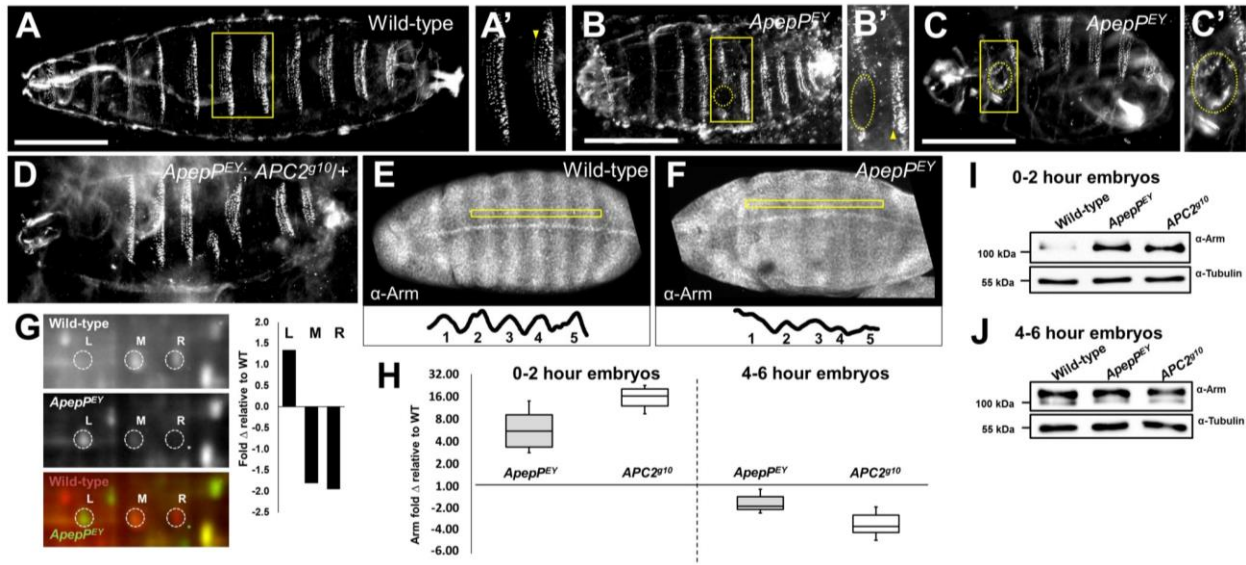 A Wild-type
A'
B ApepP^EY
B'
C ApepP^EY
C'
D ApepP^EY; APC2^g10/+
E Wild-type
α-Arm
1 2 3 4 5
F ApepP^EY
α-Arm
1 2 3 4 5
G
Wild-type
L M R
ApepP^EY
L M R
Wild-type
L M R
ApepP^EY
Fold Δ relative to WT
L M R
2.0
1.5
1.0
0.5
0.0
-0.5
-1.0
-1.5
-2.0
-2.5
H
0-2 hour embryos 4-6 hour embryos
Arm fold Δ relative to WT
32.00
16.00
8.00
4.00
2.00
1.00
-2.00
-4.00
-6.00
ApepP^EY APC2^g10 ApepP^EY APC2^g10
I 0-2 hour embryos
Wild-type ApepP^EY APC2^g10
α-Arm
100 kDa
α-Tubulin
55 kDa
J 4-6 hour embryos
Wild-type ApepP^EY APC2^g10
α-Arm
100 kDa
α-Tubulin
55 kDa